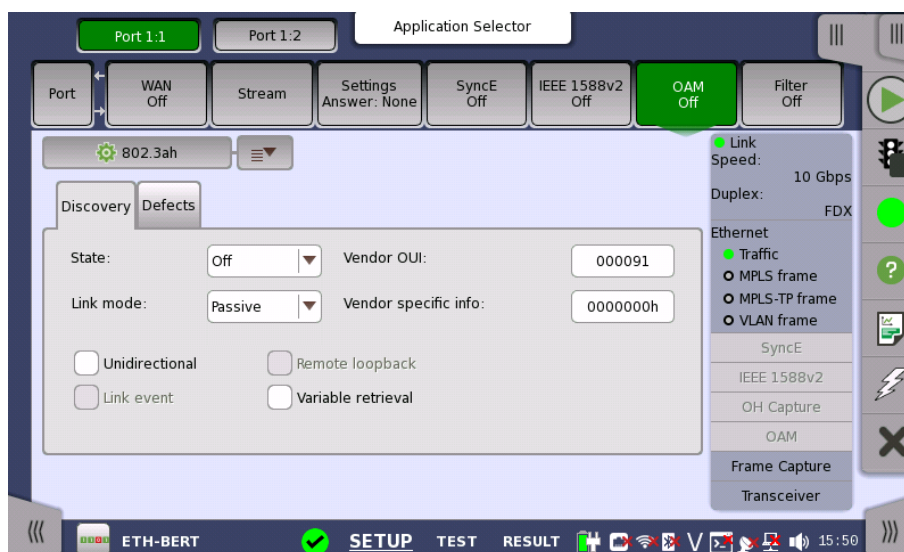 Port 1:1
Port 1:2
Application Selector
Port
WAN
Off
Stream
Settings
Answer: None
SyncE
Off
IEEE 1588v2
Off
OAM
Off
Filter
Off
802.3ah
Discovery
Defects
State:
Off
Vendor OUI:
000091
Link mode:
Passive
Vendor specific info:
0000000h
Unidirectional
Remote loopback
Link event
Variable retrieval
Link
Speed:
10 Gbps
Duplex:
FDX
Ethernet
Traffic
MPLS frame
MPLS-TP frame
VLAN frame
SyncE
IEEE 1588v2
OH Capture
OAM
Frame Capture
Transceiver
ETH-BERT
SETUP
TEST
RESULT
V
15:50